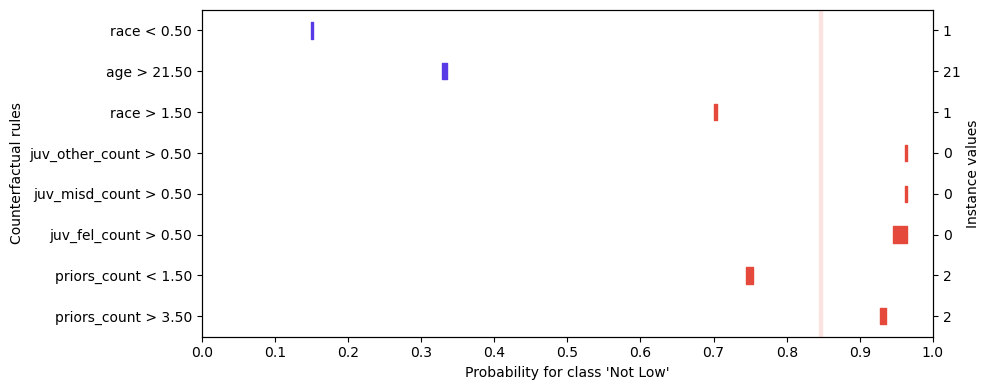 Counterfactual rules
race < 0.50
1
age > 21.50
21
race > 1.50
1
juv_other_count > 0.50
0
juv_misd_count > 0.50
0
juv_fel_count > 0.50
0
priors_count < 1.50
2
priors_count > 3.50
2
Instance values
0.0 0.1 0.2 0.3 0.4 0.5 0.6 0.7 0.8 0.9 1.0
Probability for class 'Not Low'